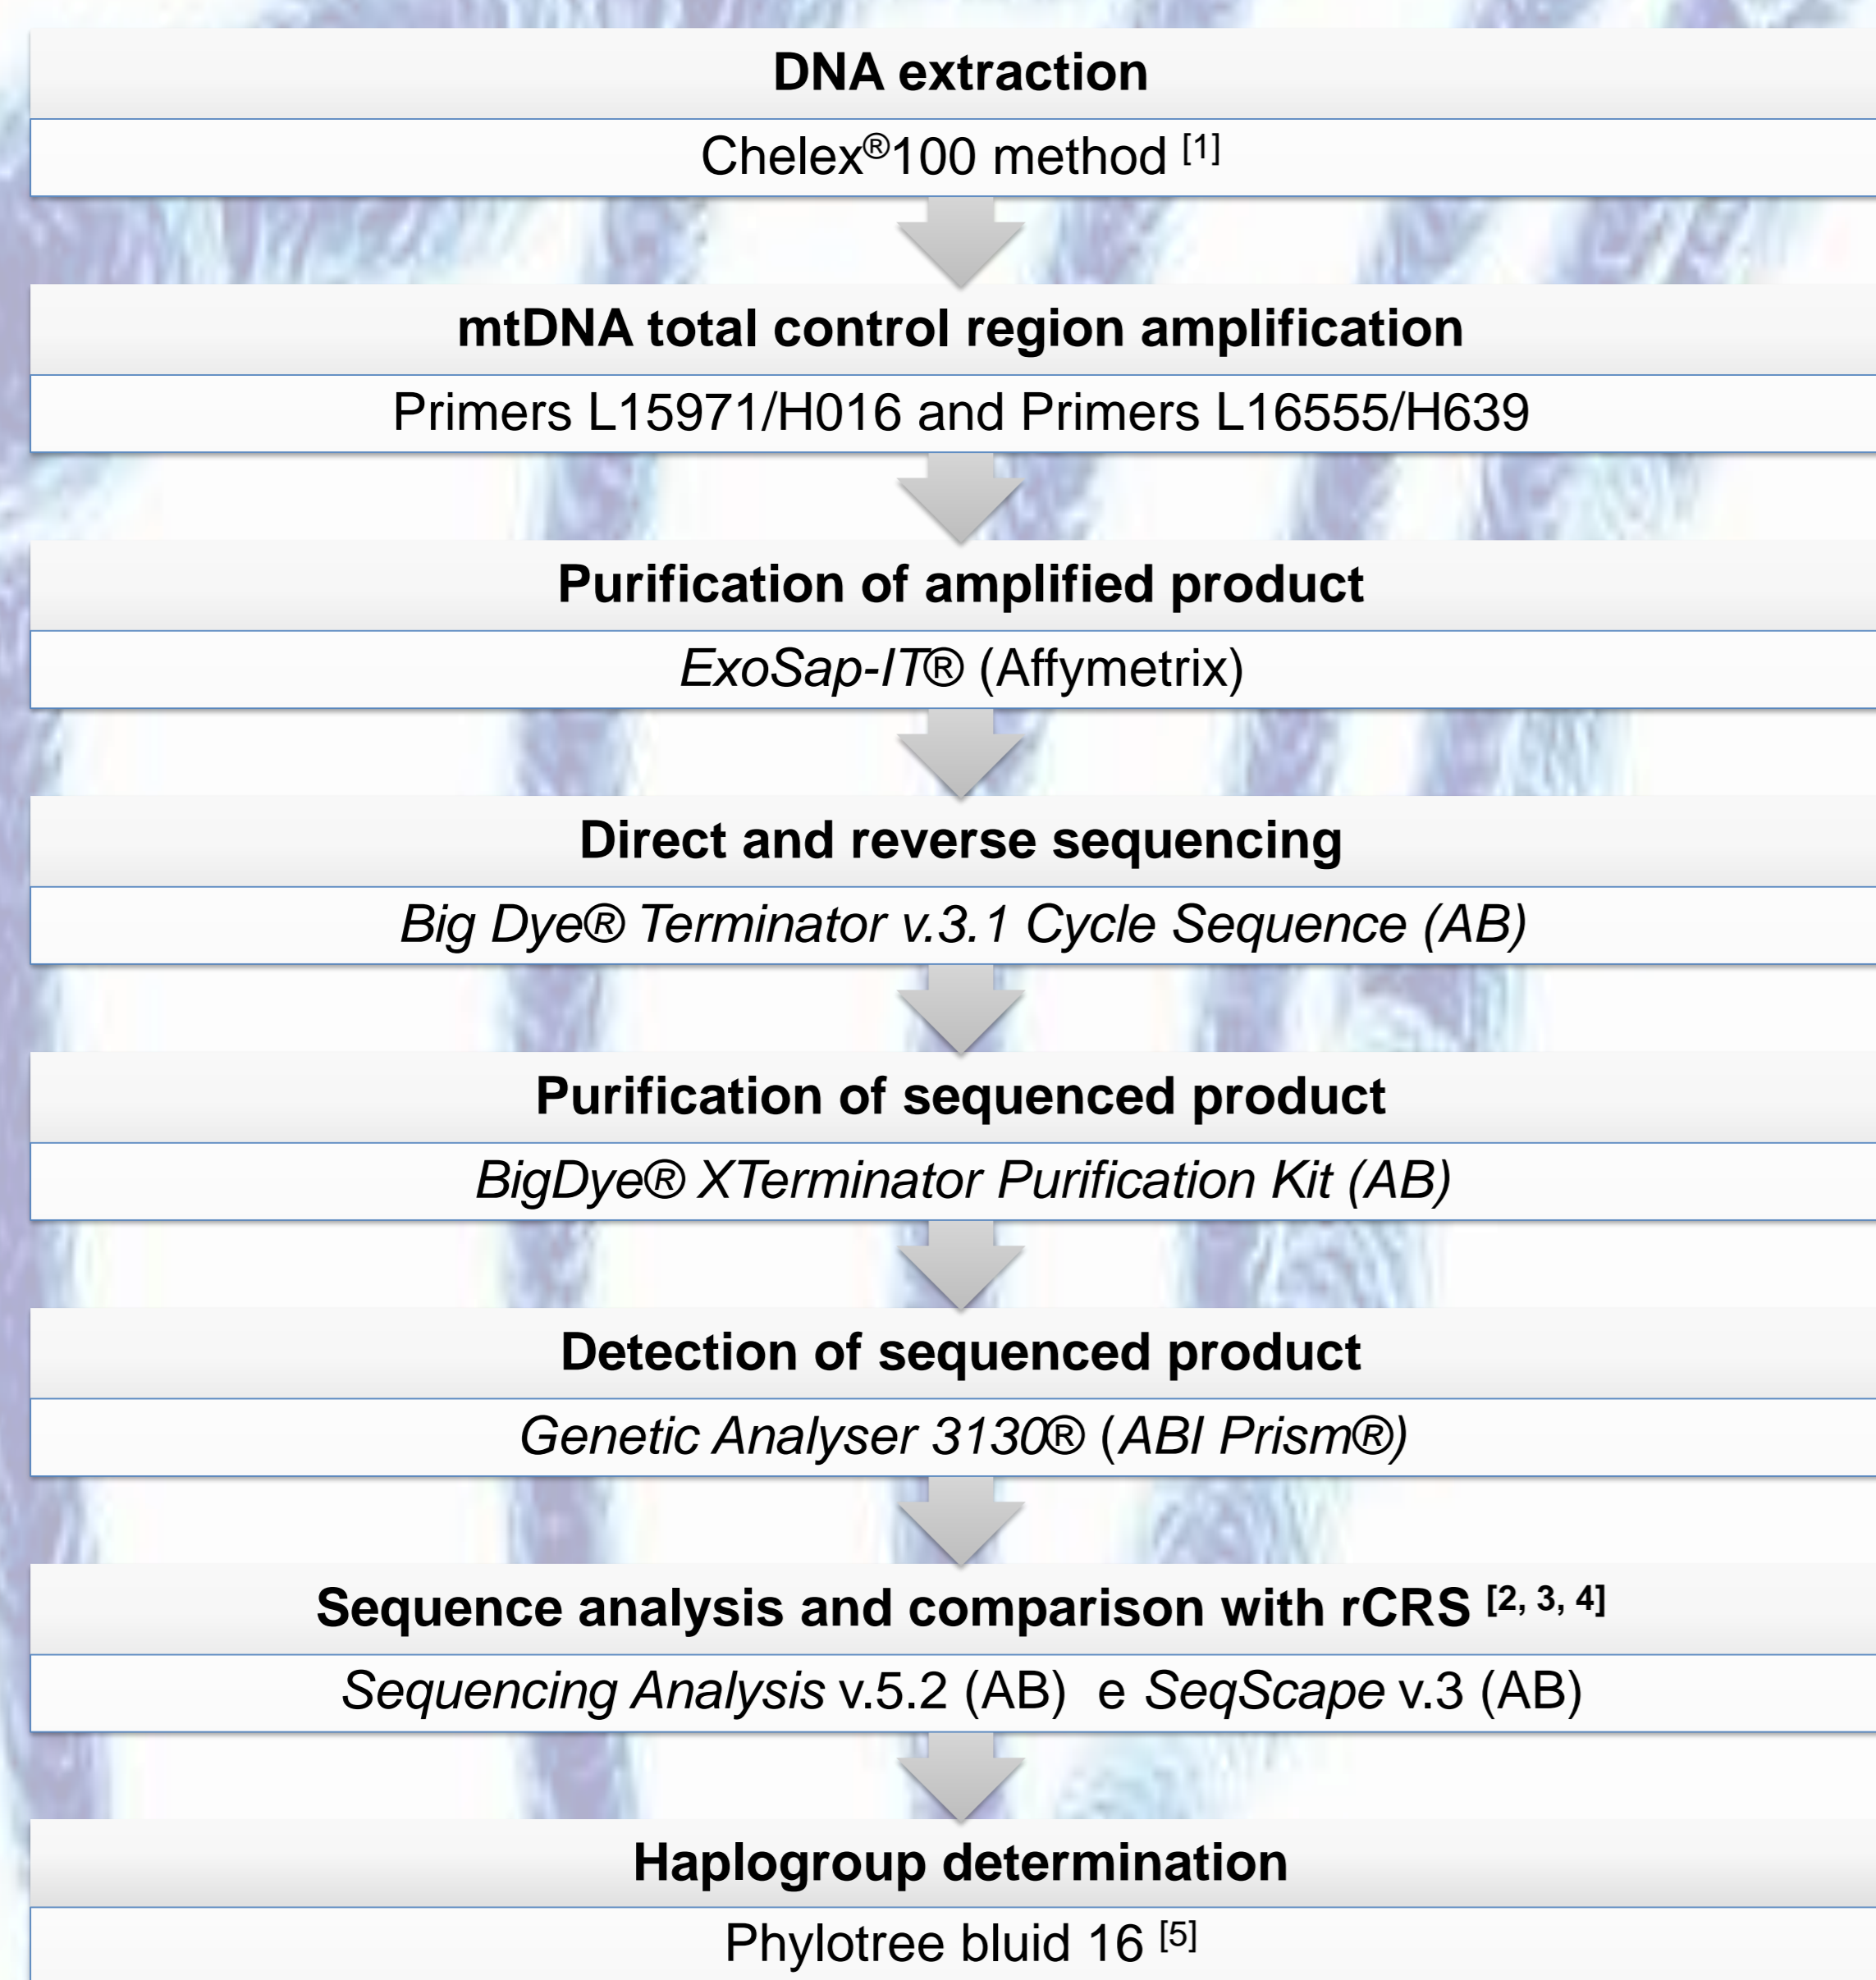 DNA extraction
Chelex®100 method [1]
mtDNA total control region amplification
Primers L15971/H016 and Primers L16555/H639
Purification of amplified product
ExoSap-IT® (Affymetrix)
Direct and reverse sequencing
Big Dye® Terminator v.3.1 Cycle Sequence (AB)
Purification of sequenced product
BigDye® XTerminator Purification Kit (AB)
Detection of sequenced product
Genetic Analyser 3130® (ABI Prism®)
Sequence analysis and comparison with rCRS [2, 3, 4]
Sequencing Analysis v.5.2 (AB) e SeqScape v.3 (AB)
Haplogroup determination
Phylotree bluid 16 [5]